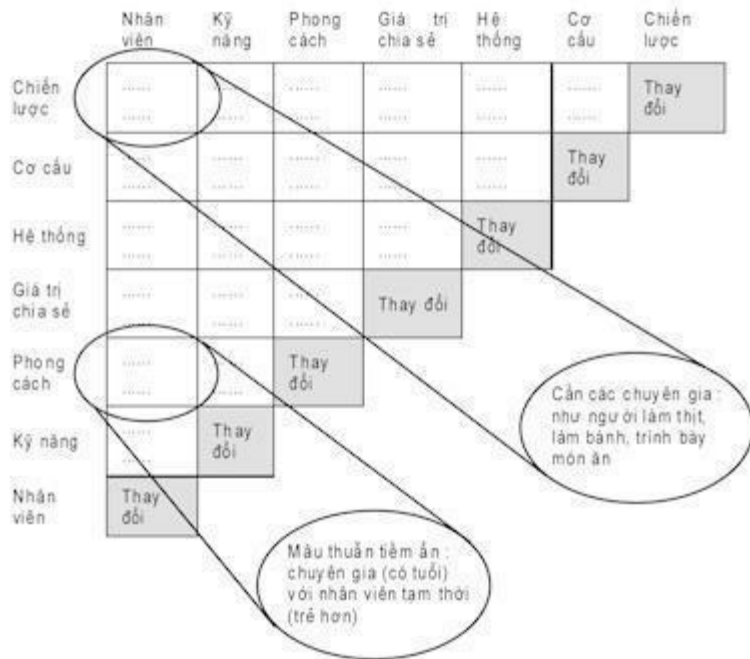 Nhân Kỹ Phong Giá trị Hệ Cơ Chiến
viên năng cách chia sẻ thống cấu lược
Chiến
lược
...... ...... ...... ...... ...... ......
...... ...... ...... ...... ...... ......
Thay
đổi
Cơ cấu
...... ...... ...... ...... ......
...... ...... ...... ...... ......
Thay
đổi
Hệ thống
...... ...... ...... ......
...... ...... ...... ......
Thay
đổi
Giá trị
chia sẻ
...... ...... ......
...... ...... ......
Thay đổi
Phong
cách
...... ......
...... ......
Thay
đổi
Kỹ năng
......
......
Thay
đổi
Nhân
viên
Thay
đổi
Cần các chuyên gia :
như người làm thịt,
làm bánh, trình bày
món ăn
Mâu thuẫn tiềm ẩn :
chuyên gia (có tuổi)
với nhân viên tạm thời
(trẻ hơn)